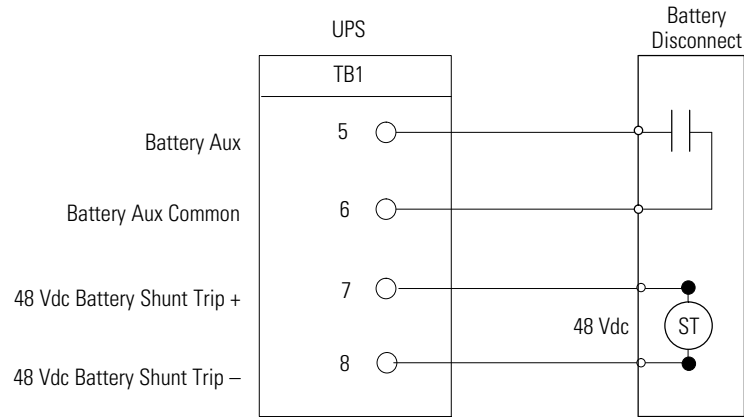 UPS
Battery
Disconnect
TB1
Battery Aux
5
Battery Aux Common
6
48 Vdc Battery Shunt Trip +
7
48 Vdc
ST
48 Vdc Battery Shunt Trip –
8